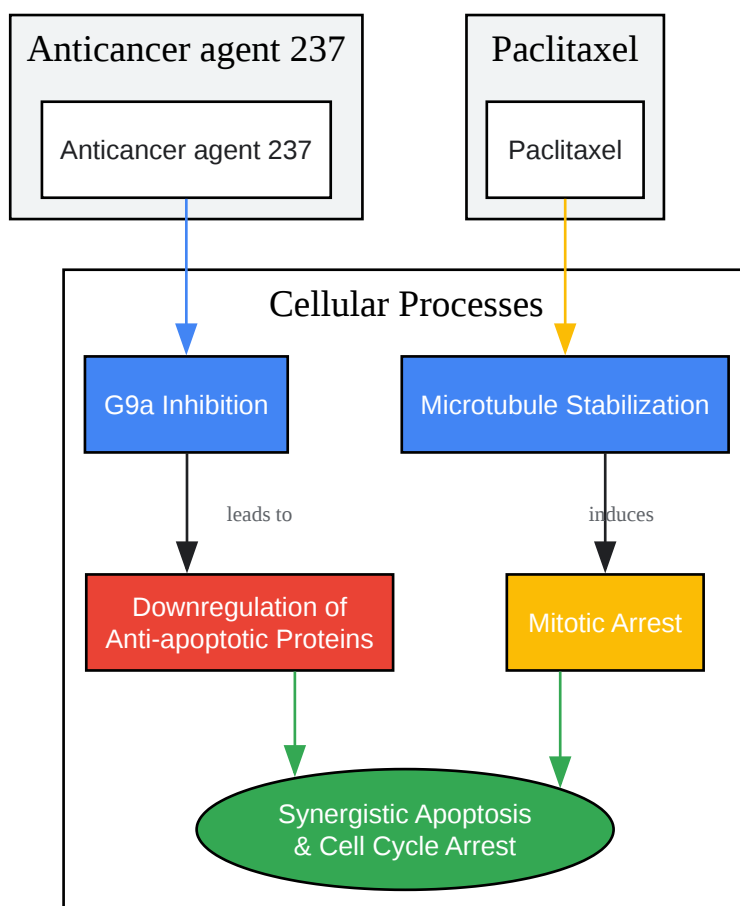 Anticancer agent 237
Paclitaxel
Anticancer agent 237
Paclitaxel
Cellular Processes
G9a Inhibition
Microtubule Stabilization
leads to
induces
Downregulation of
Anti-apoptotic Proteins
Mitotic Arrest
Synergistic Apoptosis
& Cell Cycle Arrest